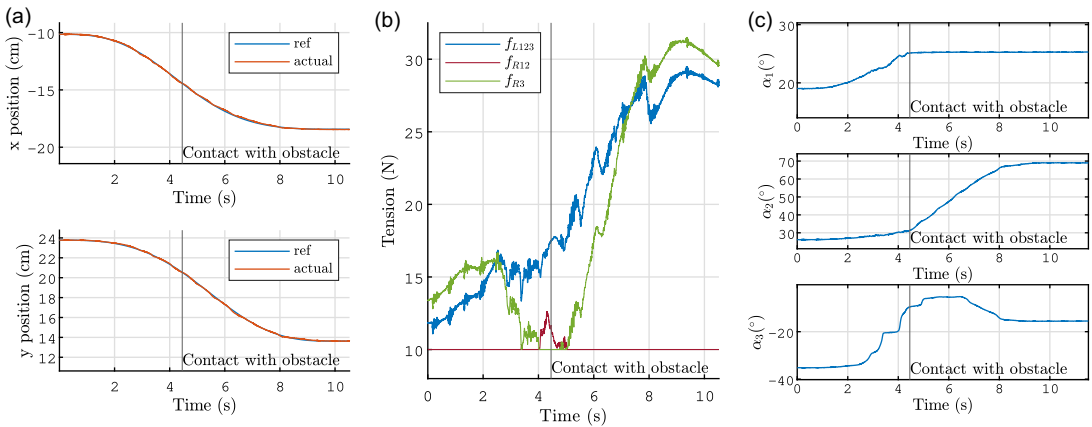 (a)
-10
-15
-20
x position (cm)
ref
actual
Contact with obstacle
2 4 6 8 10
Time (s)
24
22
20
18
16
14
12
y position (cm)
ref
actual
Contact with obstacle
2 4 6 8 10
Time (s)
(b)
30
25
20
15
10
Tension (N)
f_{L123}
f_{R12}
f_{R3}
Contact with obstacle
0 2 4 6 8 10
Time (s)
(c)
20
α₁(°)
Contact with obstacle
0 2 4 6 8 10
Time (s)
70
60
50
40
30
α₂(°)
Contact with obstacle
0 2 4 6 8 10
Time (s)
-20
-40
α₃(°)
Contact with obstacle
0 2 4 6 8 10
Time (s)